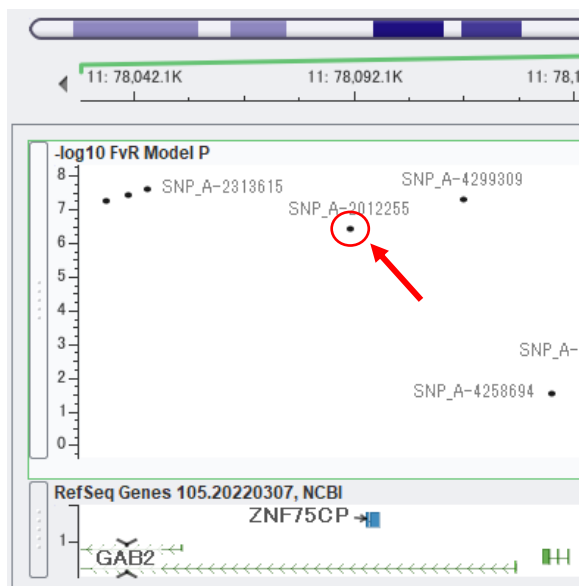 11: 78,042.1K 11: 78,092.1K 11: 78,1
-log10 FvR Model P
8
SNP_A-2313615 SNP_A-4299309
7
SNP_A-2012255
6
5
4
3
SNP_A-
2
SNP_A-4258694
1
0
RefSeq Genes 105.20220307, NCBI
ZNF75CP
1
GAB2